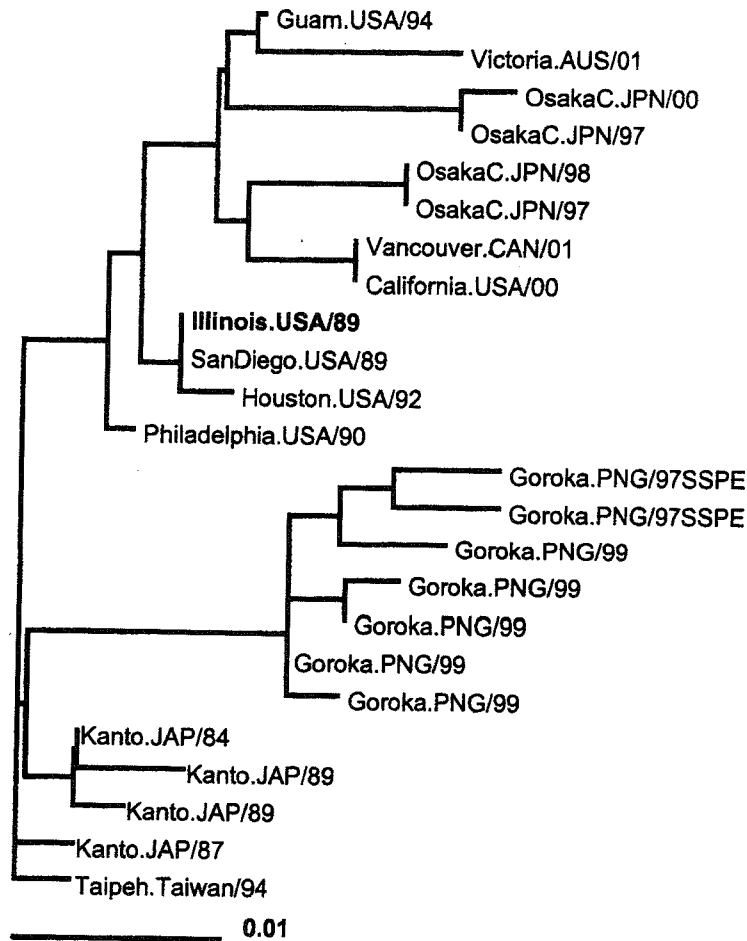 Guam.USA/94
Victoria.AUS/01
OsakaC.JPN/00
OsakaC.JPN/97
OsakaC.JPN/98
OsakaC.JPN/97
Vancouver.CAN/01
California.USA/00
Illinois.USA/89
SanDiego.USA/89
Houston.USA/92
Philadelphia.USA/90
Goroka.PNG/97SSPE
Goroka.PNG/97SSPE
Goroka.PNG/99
Goroka.PNG/99
Goroka.PNG/99
Goroka.PNG/99
Goroka.PNG/99
Kanto.JAP/84
Kanto.JAP/89
Kanto.JAP/89
Kanto.JAP/87
Taipeh.Taiwan/94
0.01